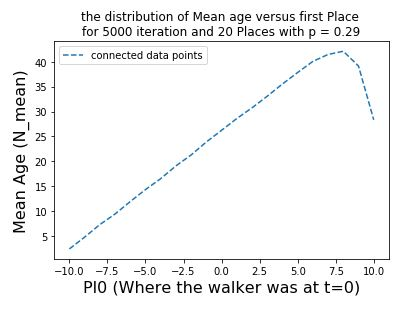 the distribution of Mean age versus first Place
for 5000 iteration and 20 Places with p = 0.29
connected data points
Mean Age (N_mean)
40
35
30
25
20
15
10
5
−10.0 −7.5 −5.0 −2.5 0.0 2.5 5.0 7.5 10.0
PI0 (Where the walker was at t=0)